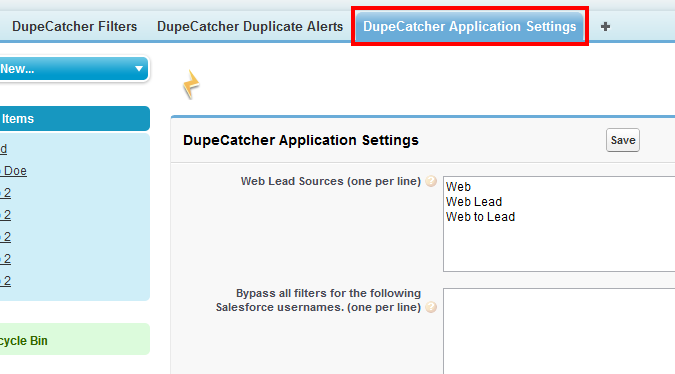 DupeCatcher Filters DupeCatcher Duplicate Alerts DupeCatcher Application Settings +
New...
Items
d
Doe
2
2
2
2
2
cycle Bin
DupeCatcher Application Settings Save
Web Lead Sources (one per line) ?
Web
Web Lead
Web to Lead
Bypass all filters for the following
Salesforce usernames. (one per line) ?